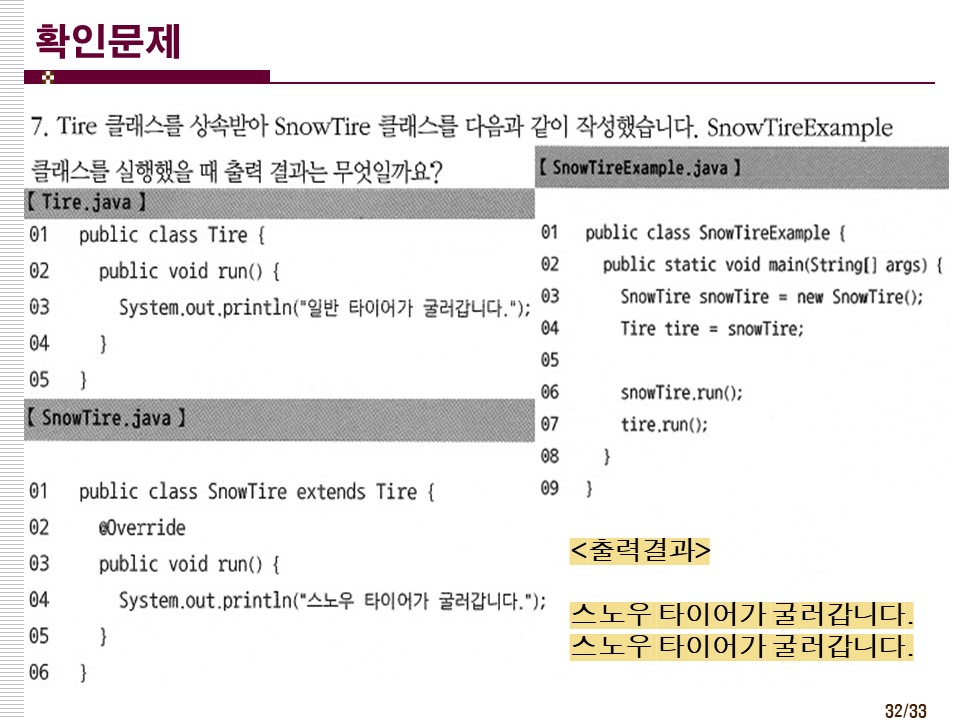 확인문제
7. Tire 클래스를 상속받아 SnowTire 클래스를 다음과 같이 작성했습니다. SnowTireExample
클래스를 실행했을 때 출력 결과는 무엇일까요?
【 Tire.java 】
01 public class Tire {
02 public void run() {
03 System.out.println("일반 타이어가 굴러갑니다.");
04 }
05 }
【 SnowTire.java 】
01 public class SnowTire extends Tire {
02 @Override
03 public void run() {
04 System.out.println("스노우 타이어가 굴러갑니다.");
05 }
06 }
【 SnowTireExample.java 】
01 public class SnowTireExample {
02 public static void main(String[] args) {
03 SnowTire snowTire = new SnowTire();
04 Tire tire = snowTire;
05
06 snowTire.run();
07 tire.run();
08 }
09 }
<출력결과>
스노우 타이어가 굴러갑니다.
스노우 타이어가 굴러갑니다.
32/33